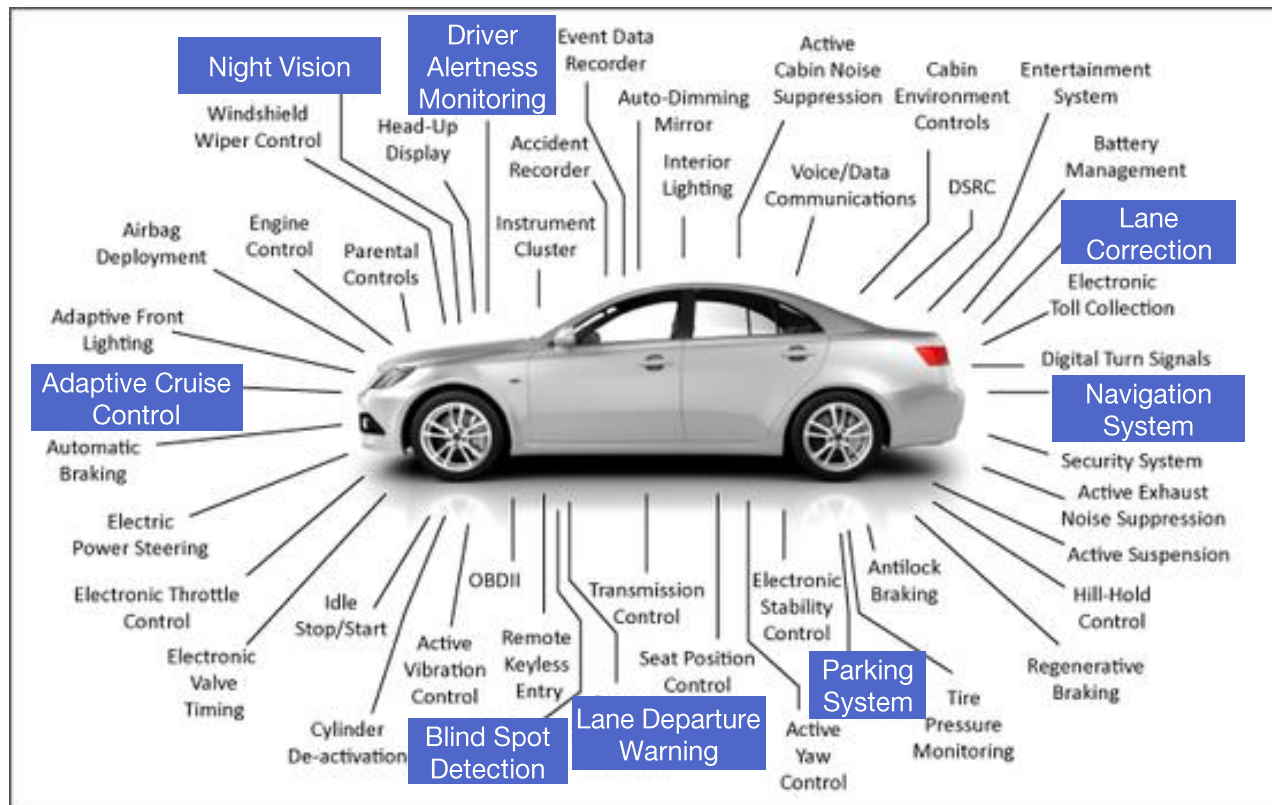 Night Vision
Driver
Alertness
Monitoring
Event Data
Recorder
Active
Cabin Noise
Suppression
Cabin
Environment
Controls
Entertainment
System
Windshield
Wiper Control
Head-Up
Display
Accident
Recorder
Auto-Dimming
Mirror
Interior
Lighting
Voice/Data
Communications
DSRC
Battery
Management
Airbag
Deployment
Engine
Control
Parental
Controls
Instrument
Cluster
Lane
Correction
Electronic
Toll Collection
Adaptive Front
Lighting
Digital Turn Signals
Adaptive Cruise
Control
Navigation
System
Automatic
Braking
Security System
Electric
Power Steering
Active Exhaust
Noise Suppression
Active Suspension
Electronic Throttle
Control
Idle
Stop/Start
OBDII
Transmission
Control
Electronic
Stability
Control
Antilock
Braking
Hill-Hold
Control
Electronic
Valve
Timing
Active
Vibration
Control
Remote
Keyless
Entry
Seat Position
Control
Parking
System
Regenerative
Braking
Cylinder
De-activation
Blind Spot
Detection
Lane Departure
Warning
Active
Yaw
Control
Tire
Pressure
Monitoring